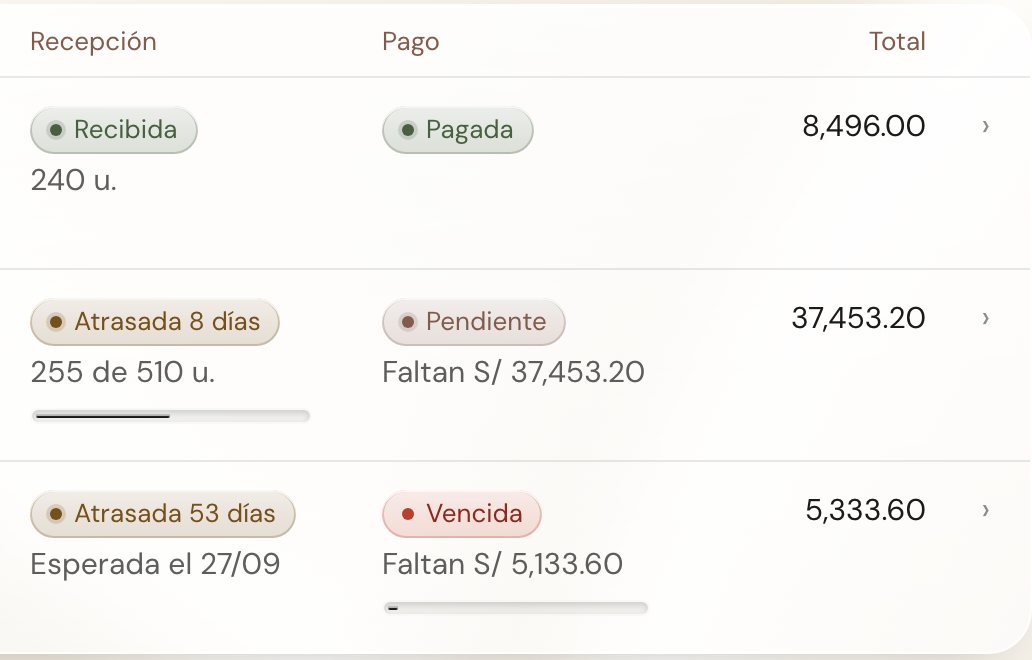 Recepción Pago Total
Recibida Pagada 8,496.00 ›
240 u.
Atrasada 8 días Pendiente 37,453.20 ›
255 de 510 u. Faltan S/ 37,453.20
Atrasada 53 días Vencida 5,333.60 ›
Esperada el 27/09 Faltan S/ 5,133.60